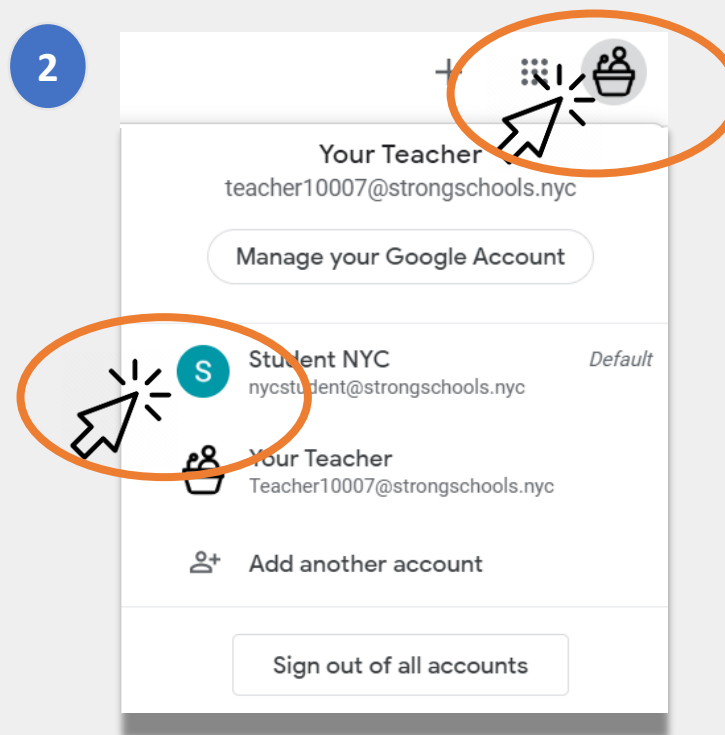 2
Your Teacher
teacher10007@strongschools.nyc
Manage your Google Account
S
Student NYC
Default
nycstudent@strongschools.nyc
Your Teacher
Teacher10007@strongschools.nyc
Add another account
Sign out of all accounts